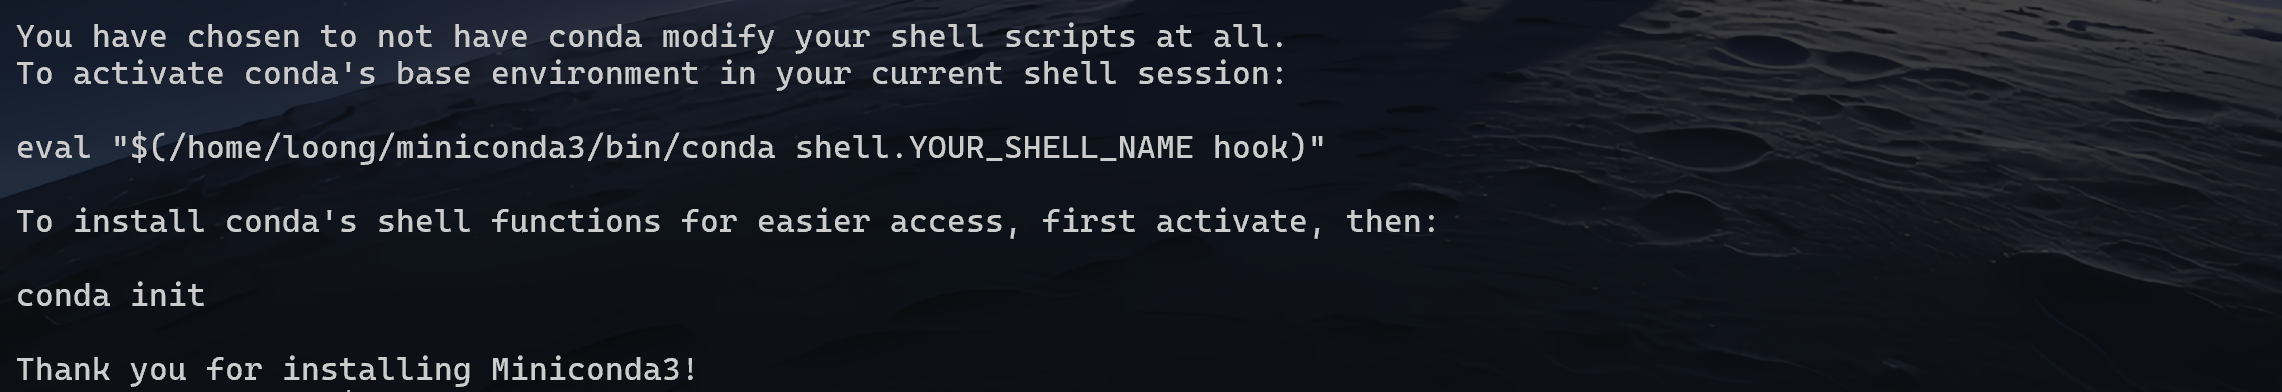 You have chosen to not have conda modify your shell scripts at all.
To activate conda's base environment in your current shell session:
eval "$(/home/loong/miniconda3/bin/conda shell.YOUR_SHELL_NAME hook)"
To install conda's shell functions for easier access, first activate, then:
conda init
Thank you for installing Miniconda3!